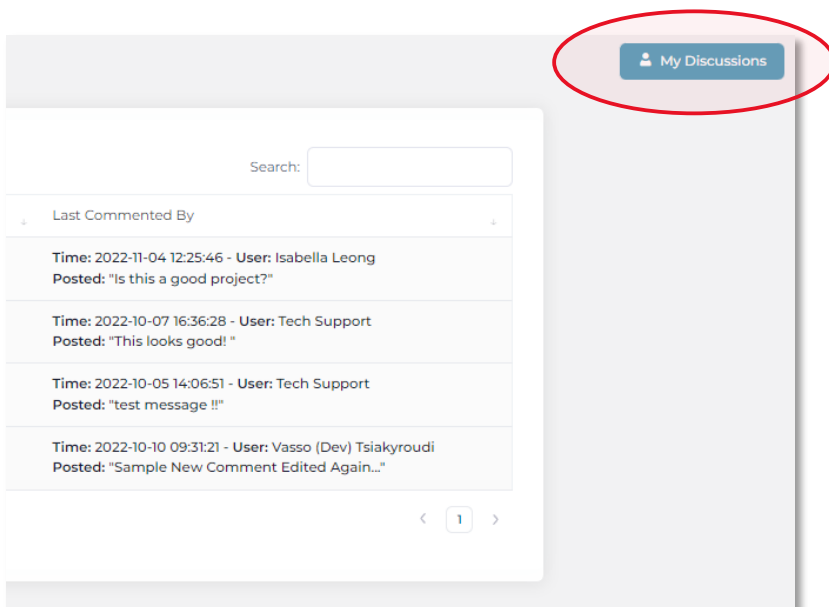 My Discussions
Search:
Last Commented By
Time: 2022-11-04 12:25:46 - User: Isabella Leong
Posted: "Is this a good project?"
Time: 2022-10-07 16:36:28 - User: Tech Support
Posted: "This looks good! "
Time: 2022-10-05 14:06:51 - User: Tech Support
Posted: "test message !!"
Time: 2022-10-10 09:31:21 - User: Vasso (Dev) Tsiakyroudi
Posted: "Sample New Comment Edited Again..."
1